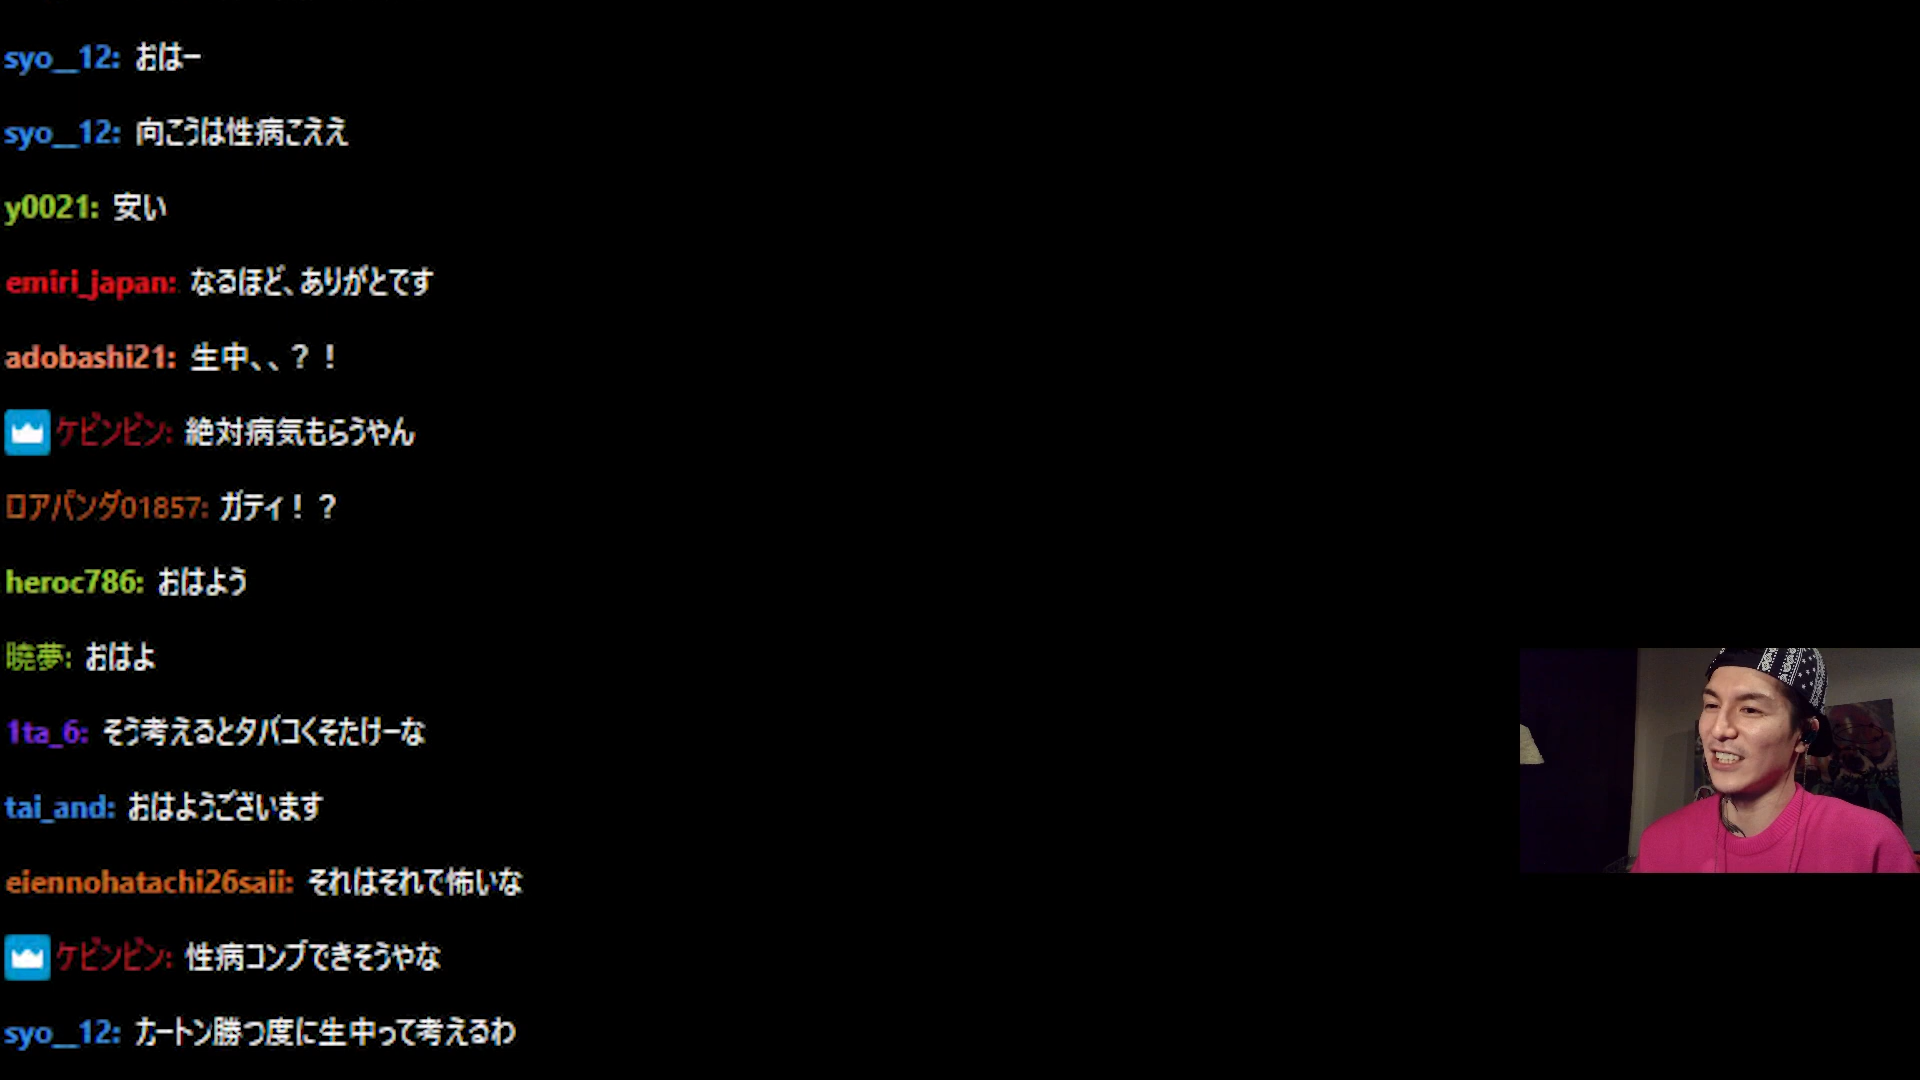 syo__12: おはー
syo__12: 向こうは性病こええ
y0021: 安い
emiri_japan: なるほど、ありがとです
adobashi21: 生中、、？！
ケビンビン: 絶対病気もらうやん
ロアパンダ01857: ガティ！？
heroc786: おはよう
暁夢: おはよ
1ta_6: そう考えるとタバコくそたけーな
tai_and: おはようございます
eiennohatachi26saii: それはそれで怖いな
ケビンビン: 性病コンプできそうやな
syo__12: カートン勝つ度に生中って考えるわ